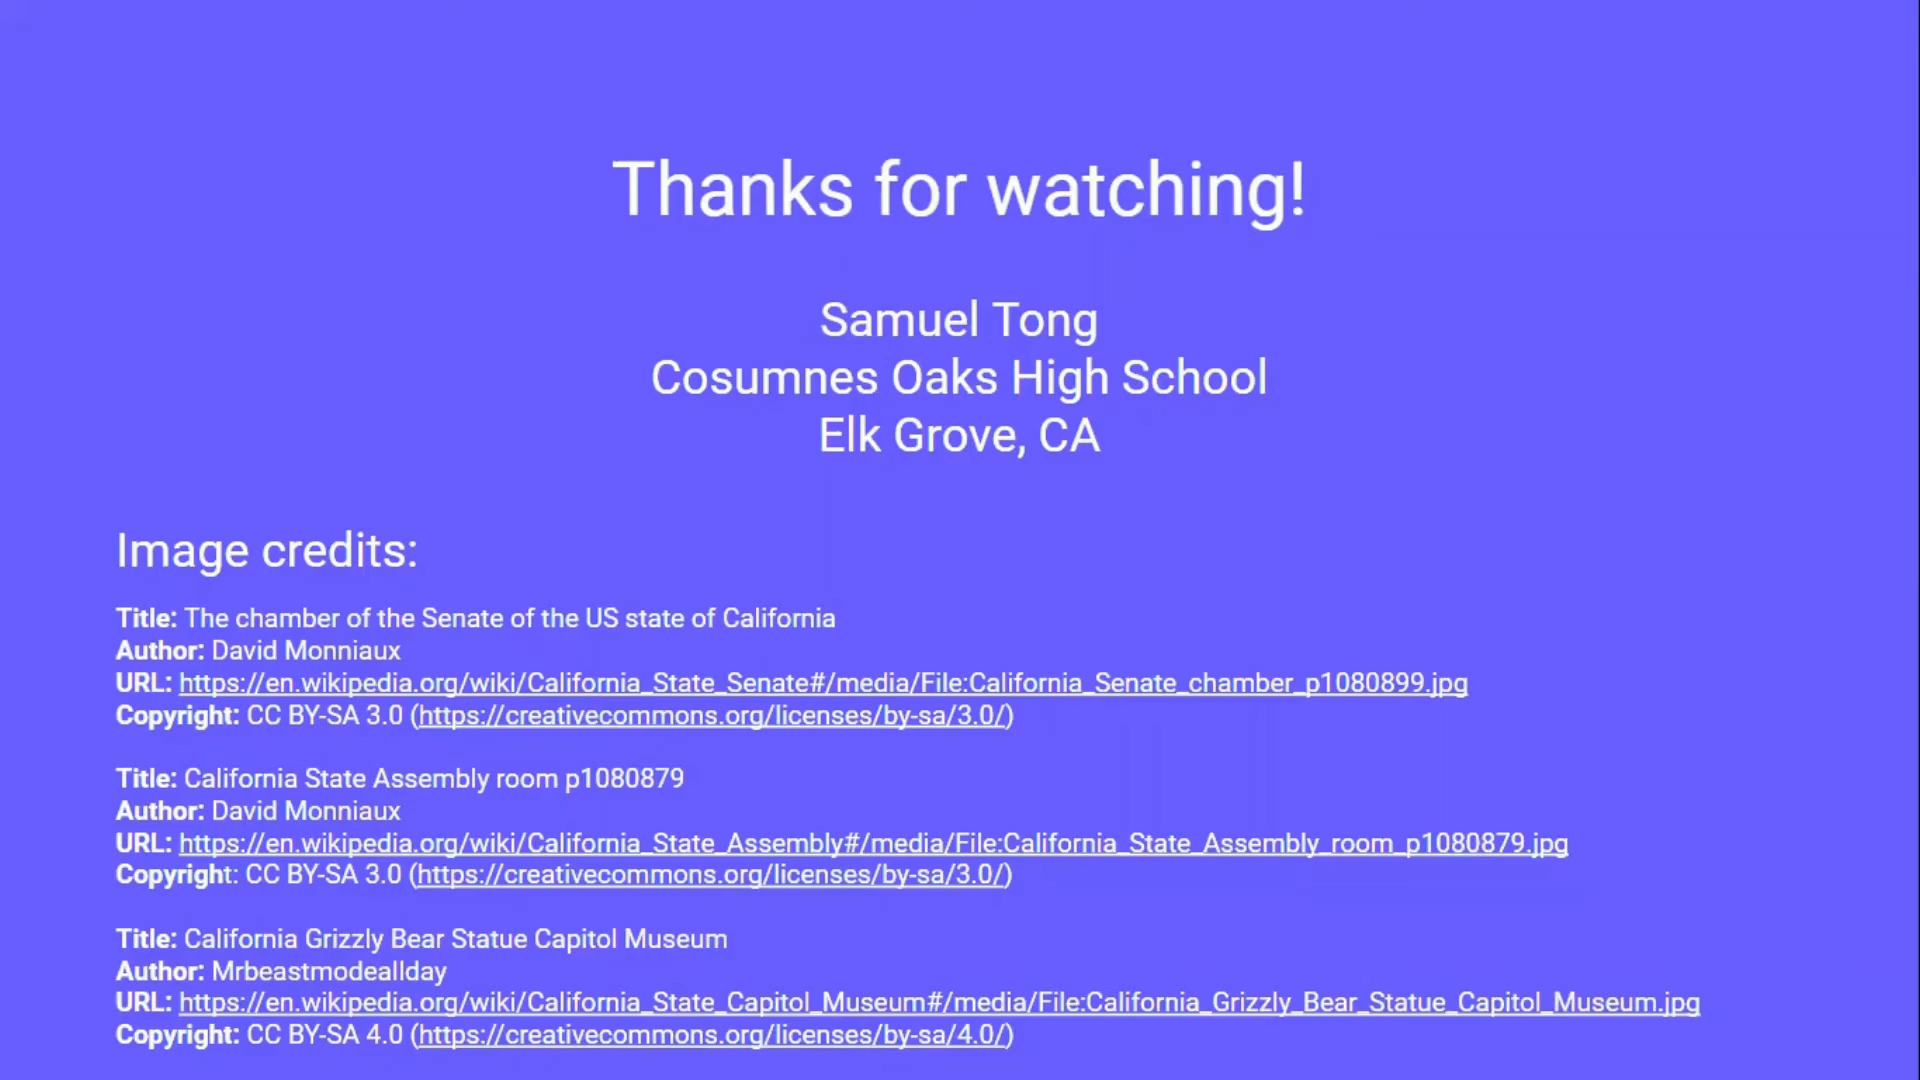 Thanks for watching!
Samuel Tong
Cosumnes Oaks High School
Elk Grove, CA
Image credits:
Title: The chamber of the Senate of the US state of California
Author: David Monniaux
URL: https://en.wikipedia.org/wiki/California_State_Senate#/media/File:California_Senate_chamber_p1080899.jpg
Copyright: CC BY-SA 3.0 (https://creativecommons.org/licenses/by-sa/3.0/)
Title: California State Assembly room p1080879
Author: David Monniaux
URL: https://en.wikipedia.org/wiki/California_State_Assembly#/media/File:California_State_Assembly_room_p1080879.jpg
Copyright: CC BY-SA 3.0 (https://creativecommons.org/licenses/by-sa/3.0/)
Title: California Grizzly Bear Statue Capitol Museum
Author: Mrbeastmodeallday
URL: https://en.wikipedia.org/wiki/California_State_Capitol_Museum#/media/File:California_Grizzly_Bear_Statue_Capitol_Museum.jpg
Copyright: CC BY-SA 4.0 (https://creativecommons.org/licenses/by-sa/4.0/)